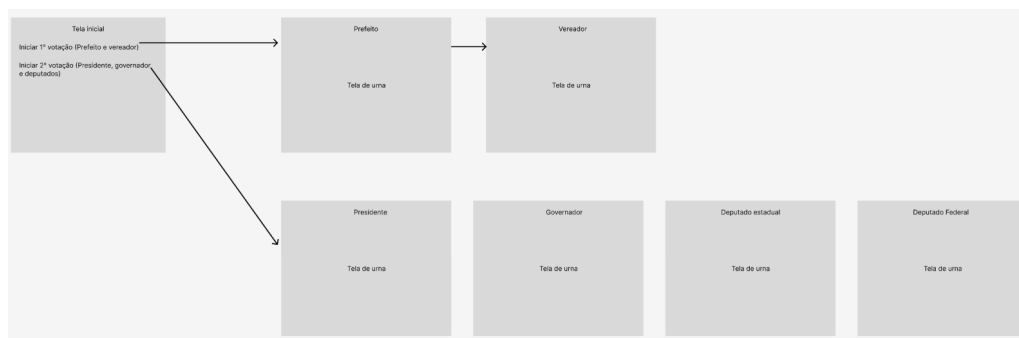 Tela inicial
Iniciar 1º votação (Prefeito e vereador)
Iniciar 2º votação (Presidente, governador
e deputados)
Prefeito
Tela de urna
Vereador
Tela de urna
Presidente
Tela de urna
Governador
Tela de urna
Deputado estadual
Tela de urna
Deputado Federal
Tela de urna